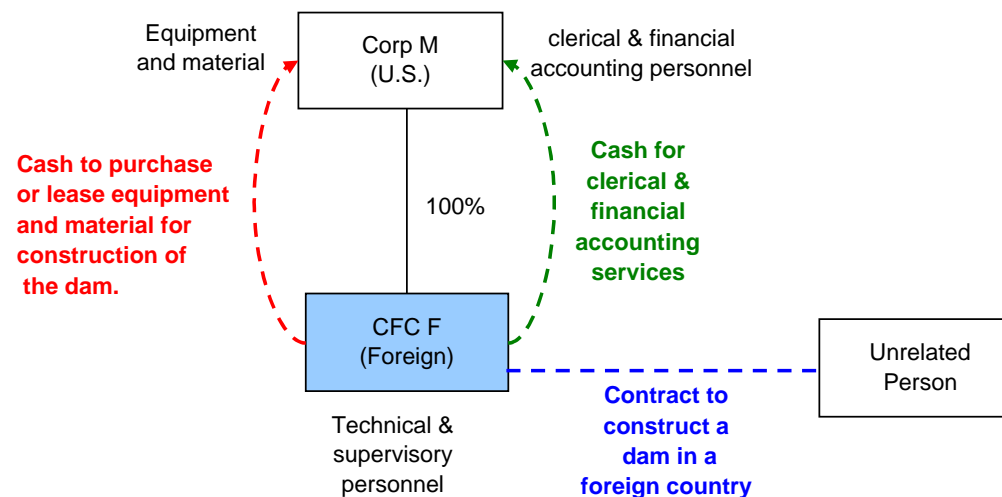 Equipment
and material
Corp M
(U.S.)
clerical & financial
accounting personnel
Cash to purchase
or lease equipment
and material for
construction of
the dam.
100%
Cash for
clerical &
financial
accounting
services
CFC F
(Foreign)
Unrelated
Person
Technical &
supervisory
personnel
Contract to
construct a
dam in a
foreign country